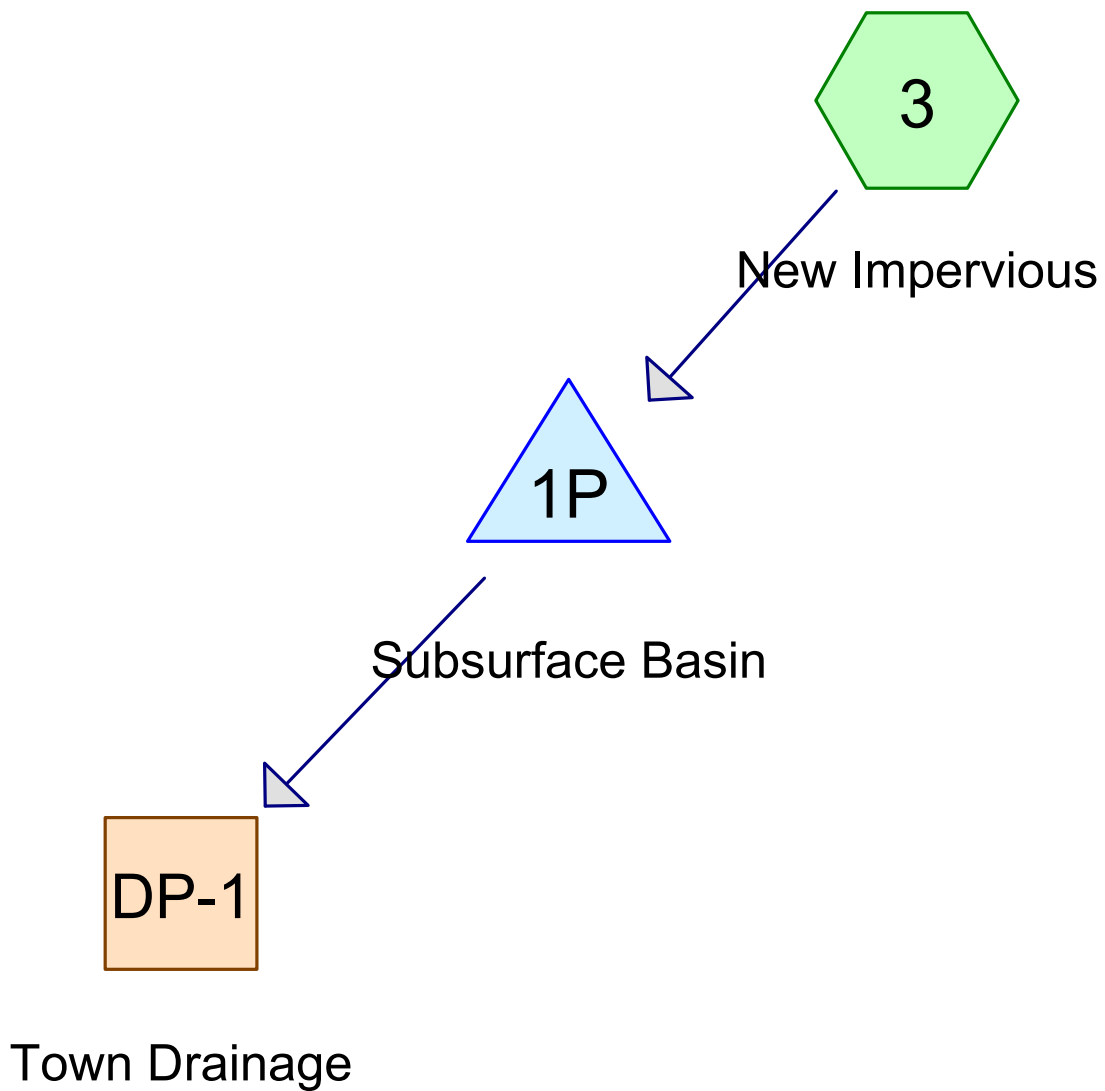 3
New Impervious
1P
Subsurface Basin
DP-1
Town Drainage